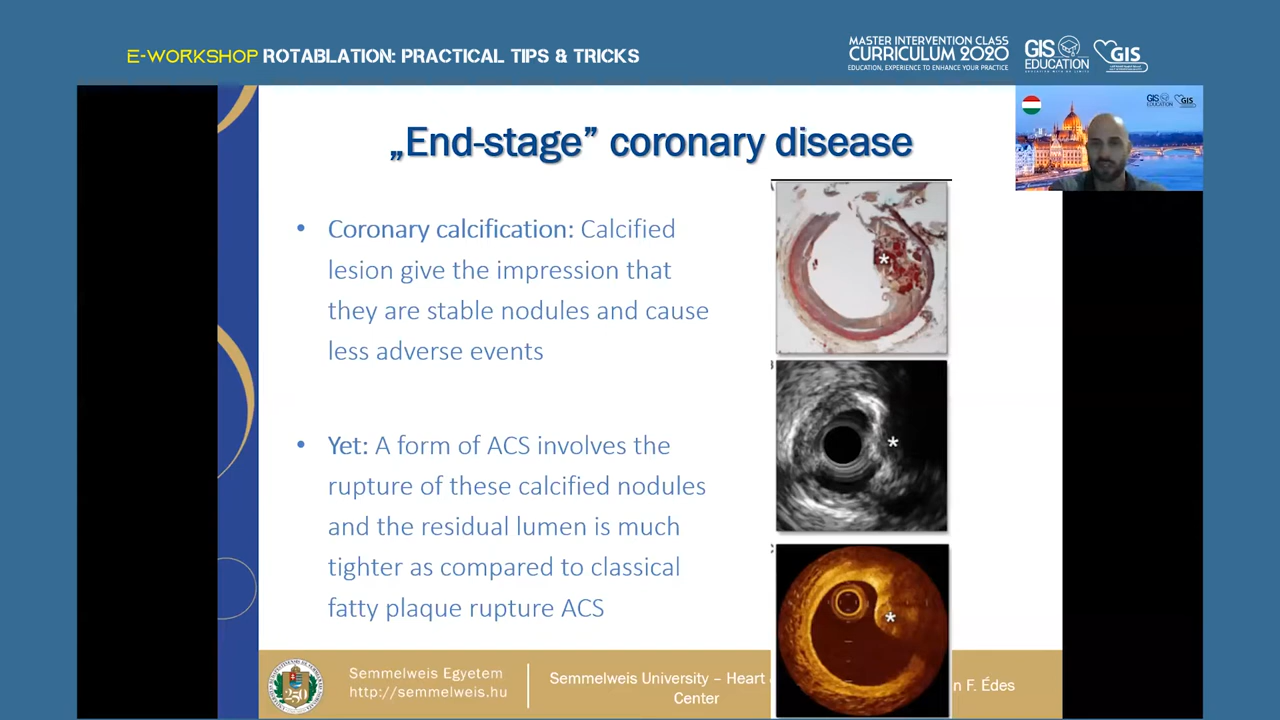 E-WORKSHOP ROTABLATION: PRACTICAL TIPS & TRICKS
MASTER INTERVENTION CLASS
CURRICULUM 2020
EDUCATION, EXPERIENCE TO ENHANCE YOUR PRACTICE
GIS
EDUCATION
GIS
„End-stage” coronary disease
• Coronary calcification: Calcified
lesion give the impression that
they are stable nodules and cause
less adverse events
• Yet: A form of ACS involves the
rupture of these calcified nodules
and the residual lumen is much
tighter as compared to classical
fatty plaque rupture ACS
*
*
*
Semmelweis Egyetem
http://semmelweis.hu
Semmelweis University – Heart
Center
n F. Édes
250
GIS
EDUCATION
GIS